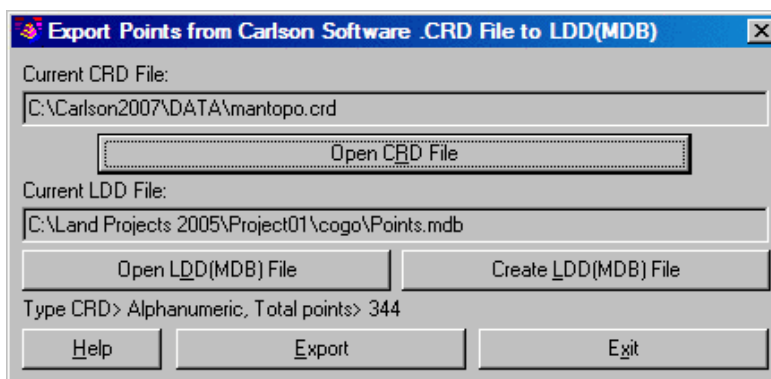 Export Points from Carlson Software .CRD File to LDD(MDB)
Current CRD File:
C:\Carlson2007\DATA\mantopo.crd
Open CRD File
Current LDD File:
C:\Land Projects 2005\Project01\cogo\Points.mdb
Open LDD(MDB) File Create LDD(MDB) File
Type CRD> Alphanumeric, Total points> 344
Help Export Exit